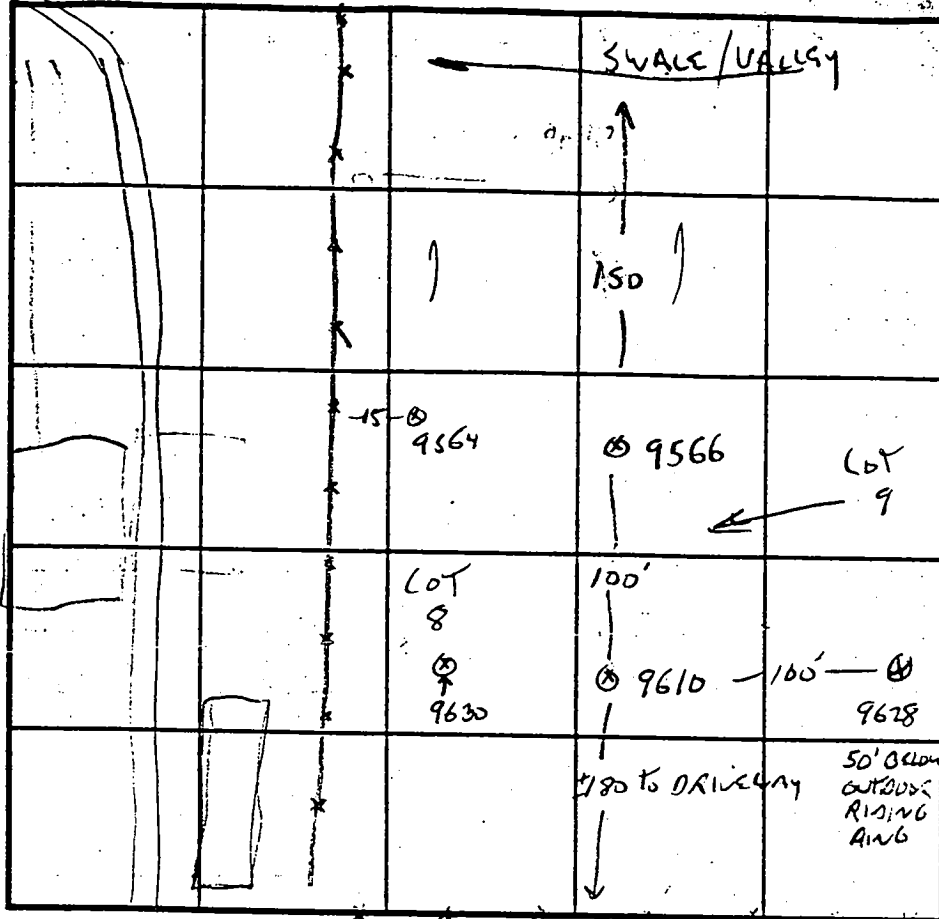 SWALE/VALLEY
150
15
9564
9566
LOT
9
LOT
8
100'
9630
9610
100'
9628
±180 TO DRIVEWAY
50' BELOW
OUTDOOR
RIDING
RING